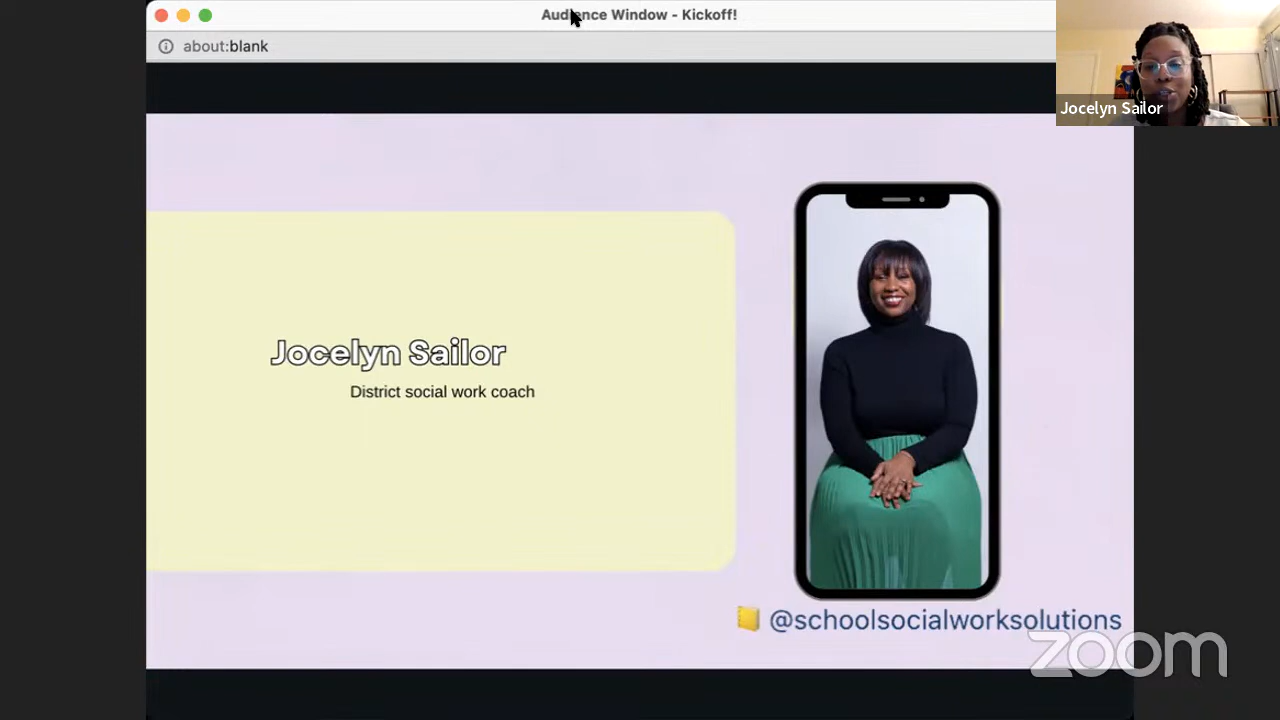 Audience Window - Kickoff!
about:blank
Jocelyn Sailor
Jocelyn Sailor
District social work coach
@schoolsocialworksolutions
zoom